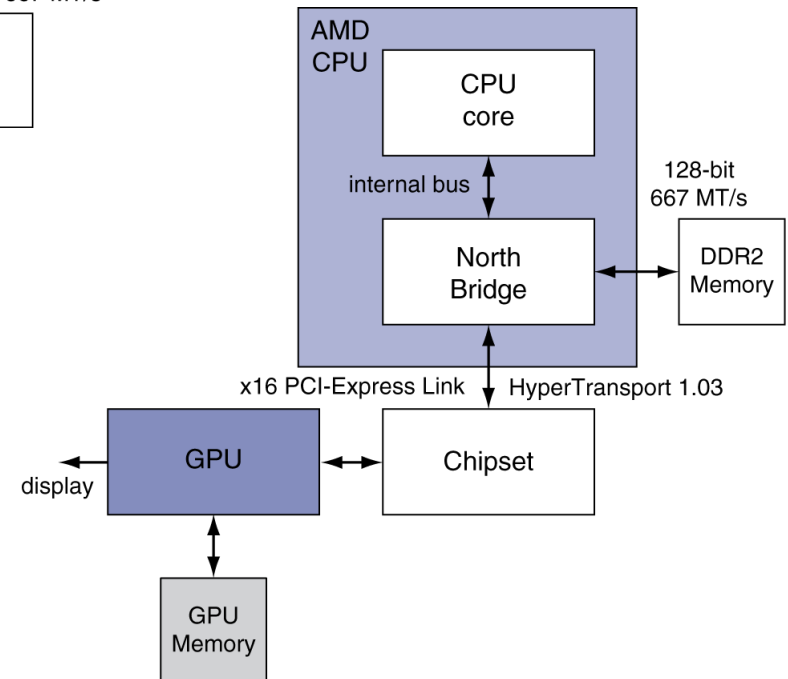 AMD
CPU
CPU
core
internal bus
128-bit
667 MT/s
North
Bridge
DDR2
Memory
x16 PCI-Express Link
HyperTransport 1.03
GPU
Chipset
display
GPU
Memory